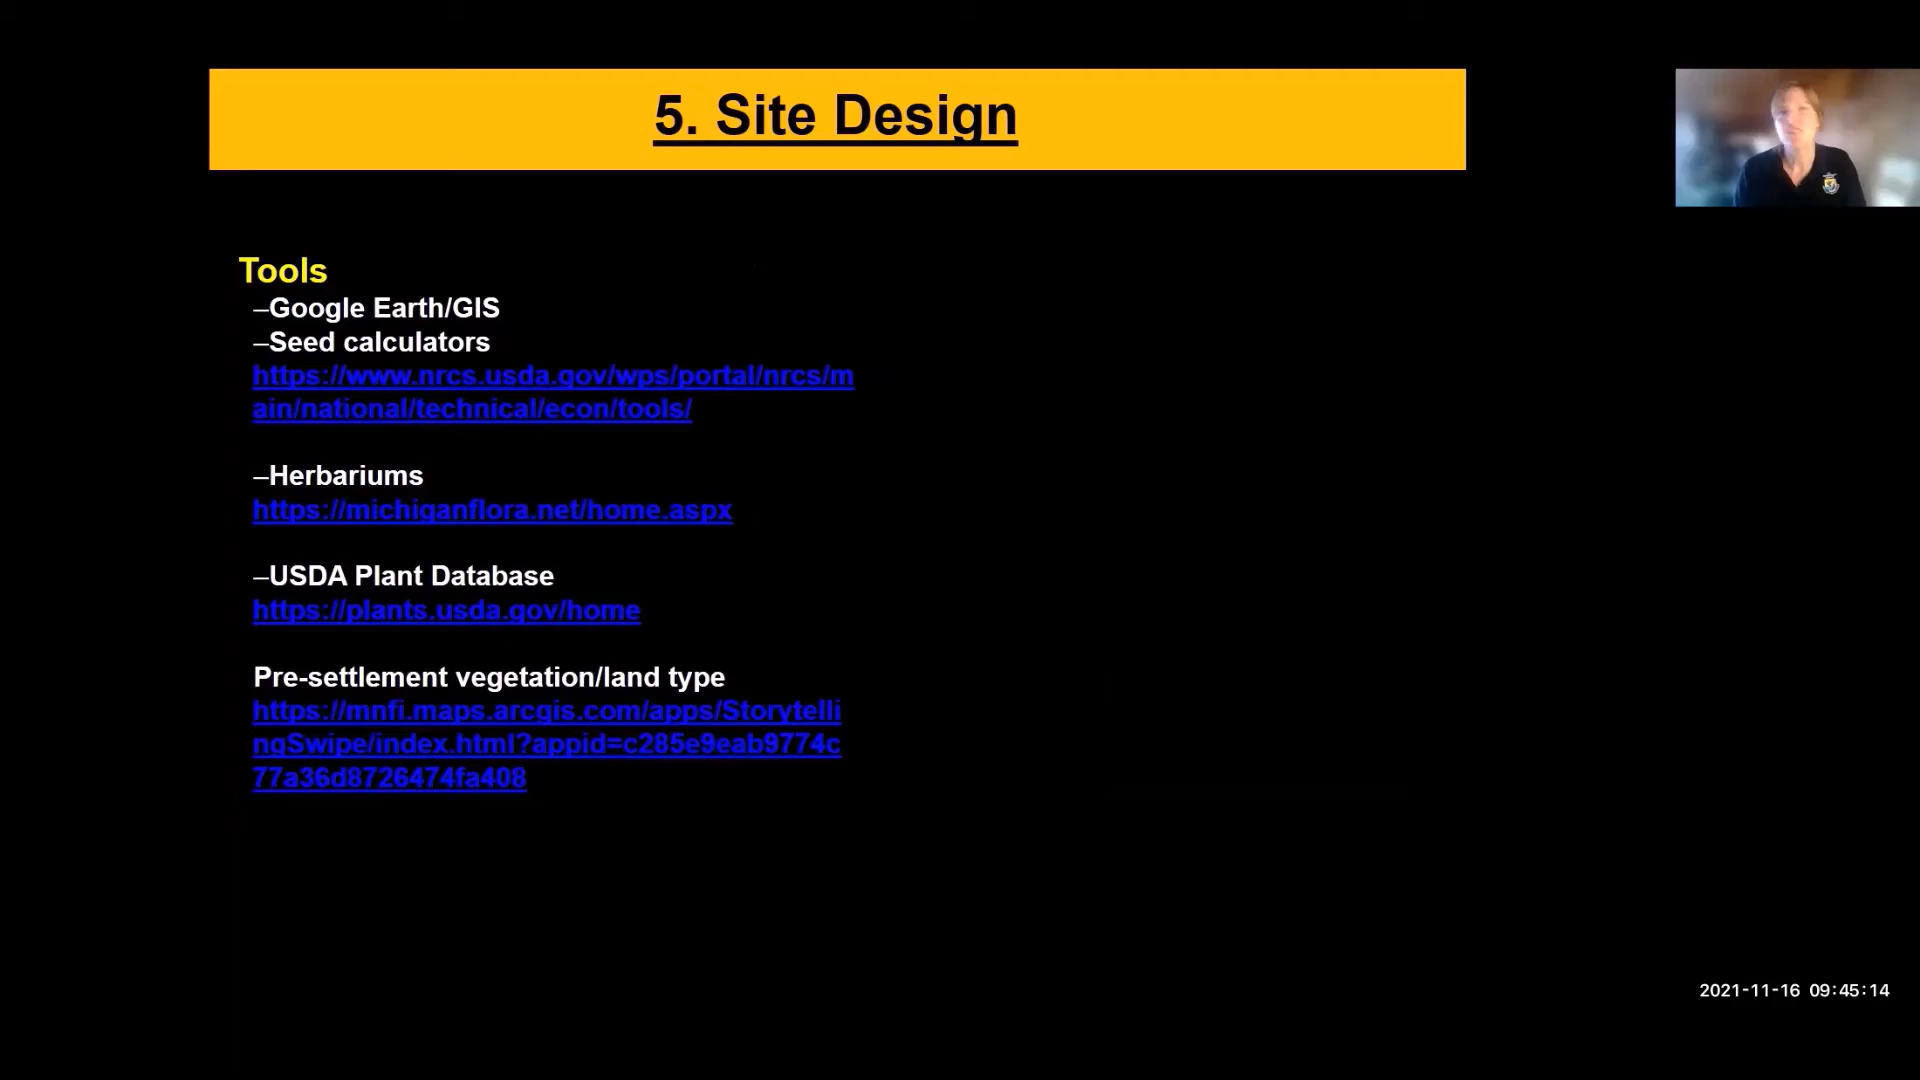 5. Site Design
Tools
–Google Earth/GIS
–Seed calculators
https://www.nrcs.usda.gov/wps/portal/nrcs/m
ain/national/technical/econ/tools/
–Herbariums
https://michiganflora.net/home.aspx
–USDA Plant Database
https://plants.usda.gov/home
Pre-settlement vegetation/land type
https://mnfi.maps.arcgis.com/apps/Storytelli
ngSwipe/index.html?appid=c285e9eab9774c
77a36d8726474fa408
2021-11-16 09:45:14